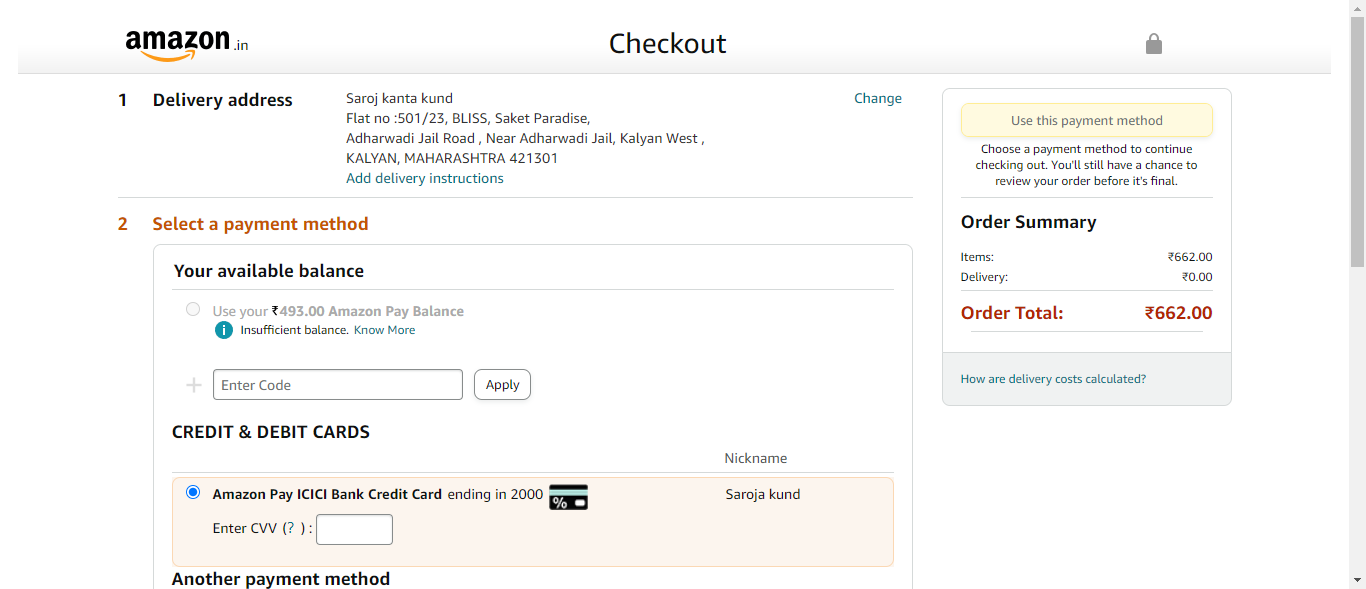 amazon.in
Checkout
1 Delivery address
Saroj kanta kund
Flat no :501/23, BLISS, Saket Paradise,
Adharwadi Jail Road , Near Adharwadi Jail, Kalyan West ,
KALYAN, MAHARASHTRA 421301
Add delivery instructions
Change
2 Select a payment method
Your available balance
Use your ₹493.00 Amazon Pay Balance
i Insufficient balance. Know More
Enter Code
Apply
CREDIT & DEBIT CARDS
Nickname
Amazon Pay ICICI Bank Credit Card ending in 2000 % Saroja kund
Enter CVV (? ) :
Another payment method
Use this payment method
Choose a payment method to continue
checking out. You'll still have a chance to
review your order before it's final.
Order Summary
Items: ₹662.00
Delivery: ₹0.00
Order Total: ₹662.00
How are delivery costs calculated?